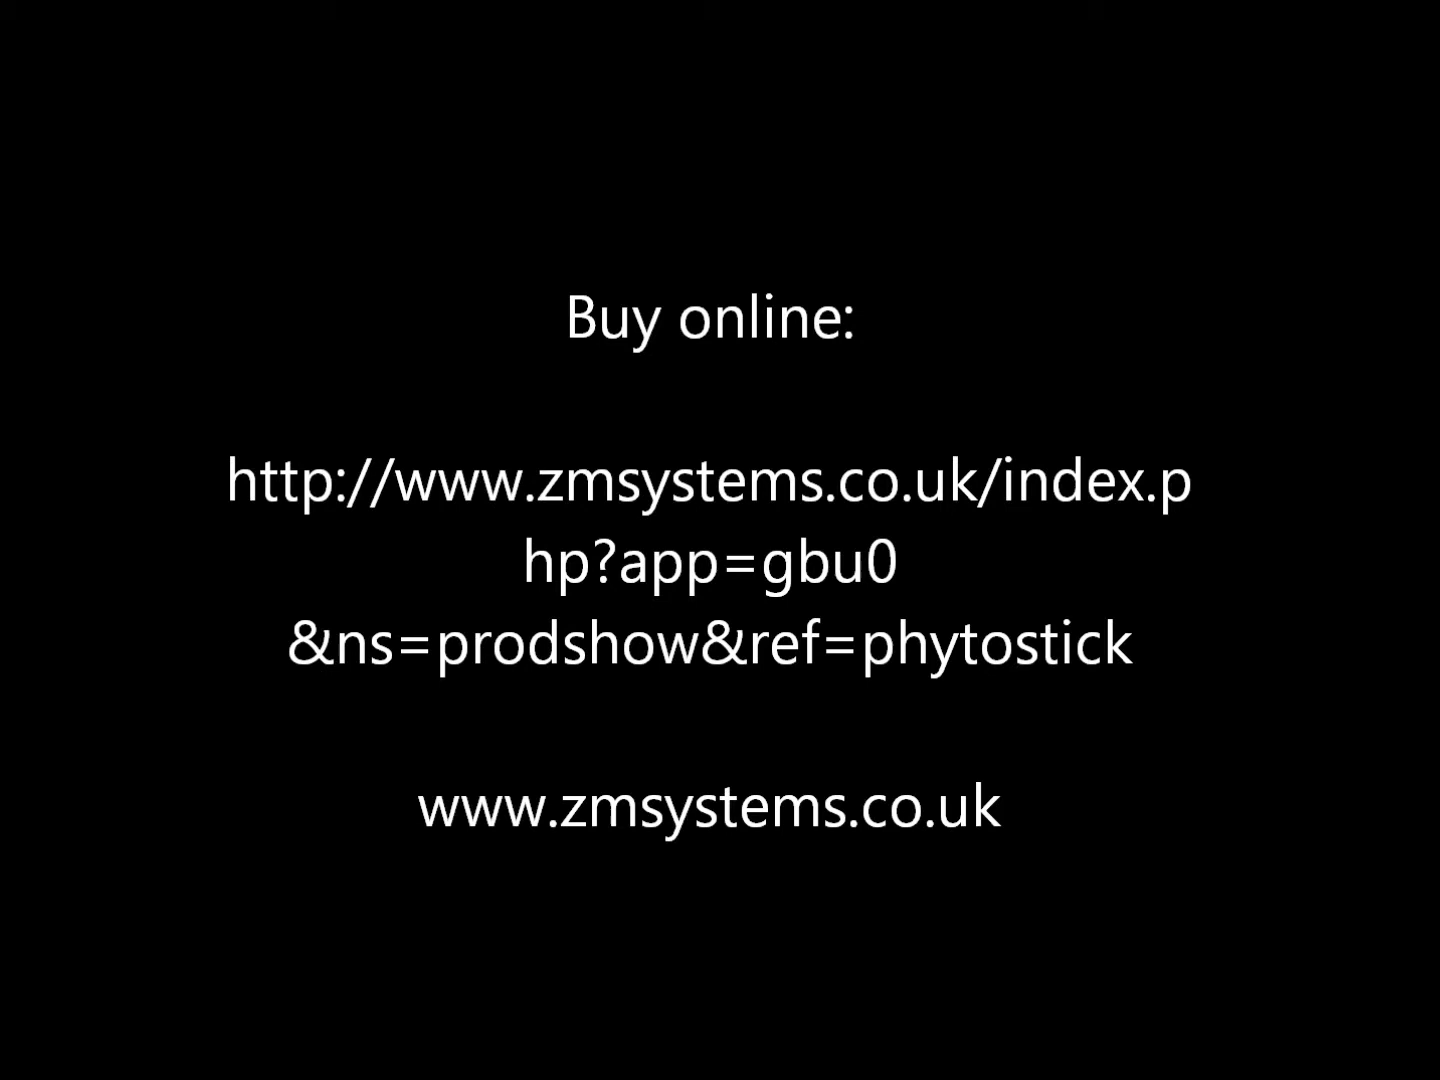 Buy online:
http://www.zmsystems.co.uk/index.p
hp?app=gbu0
&ns=prodshow&ref=phytostick
www.zmsystems.co.uk